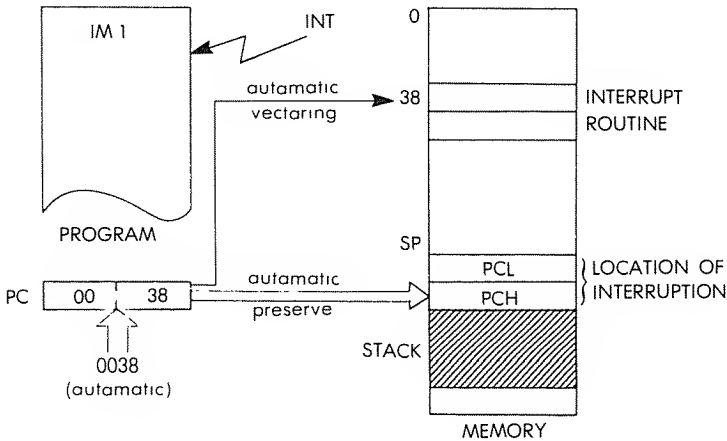 IM 1
INT
0
autamatic
vectaring
38
INTERRUPT
ROUTINE
PROGRAM
SP
PCL
PCH
LOCATION OF
INTERRUPTION
PC
00
38
autamatic
preserve
0038
(autamatic)
STACK
MEMORY